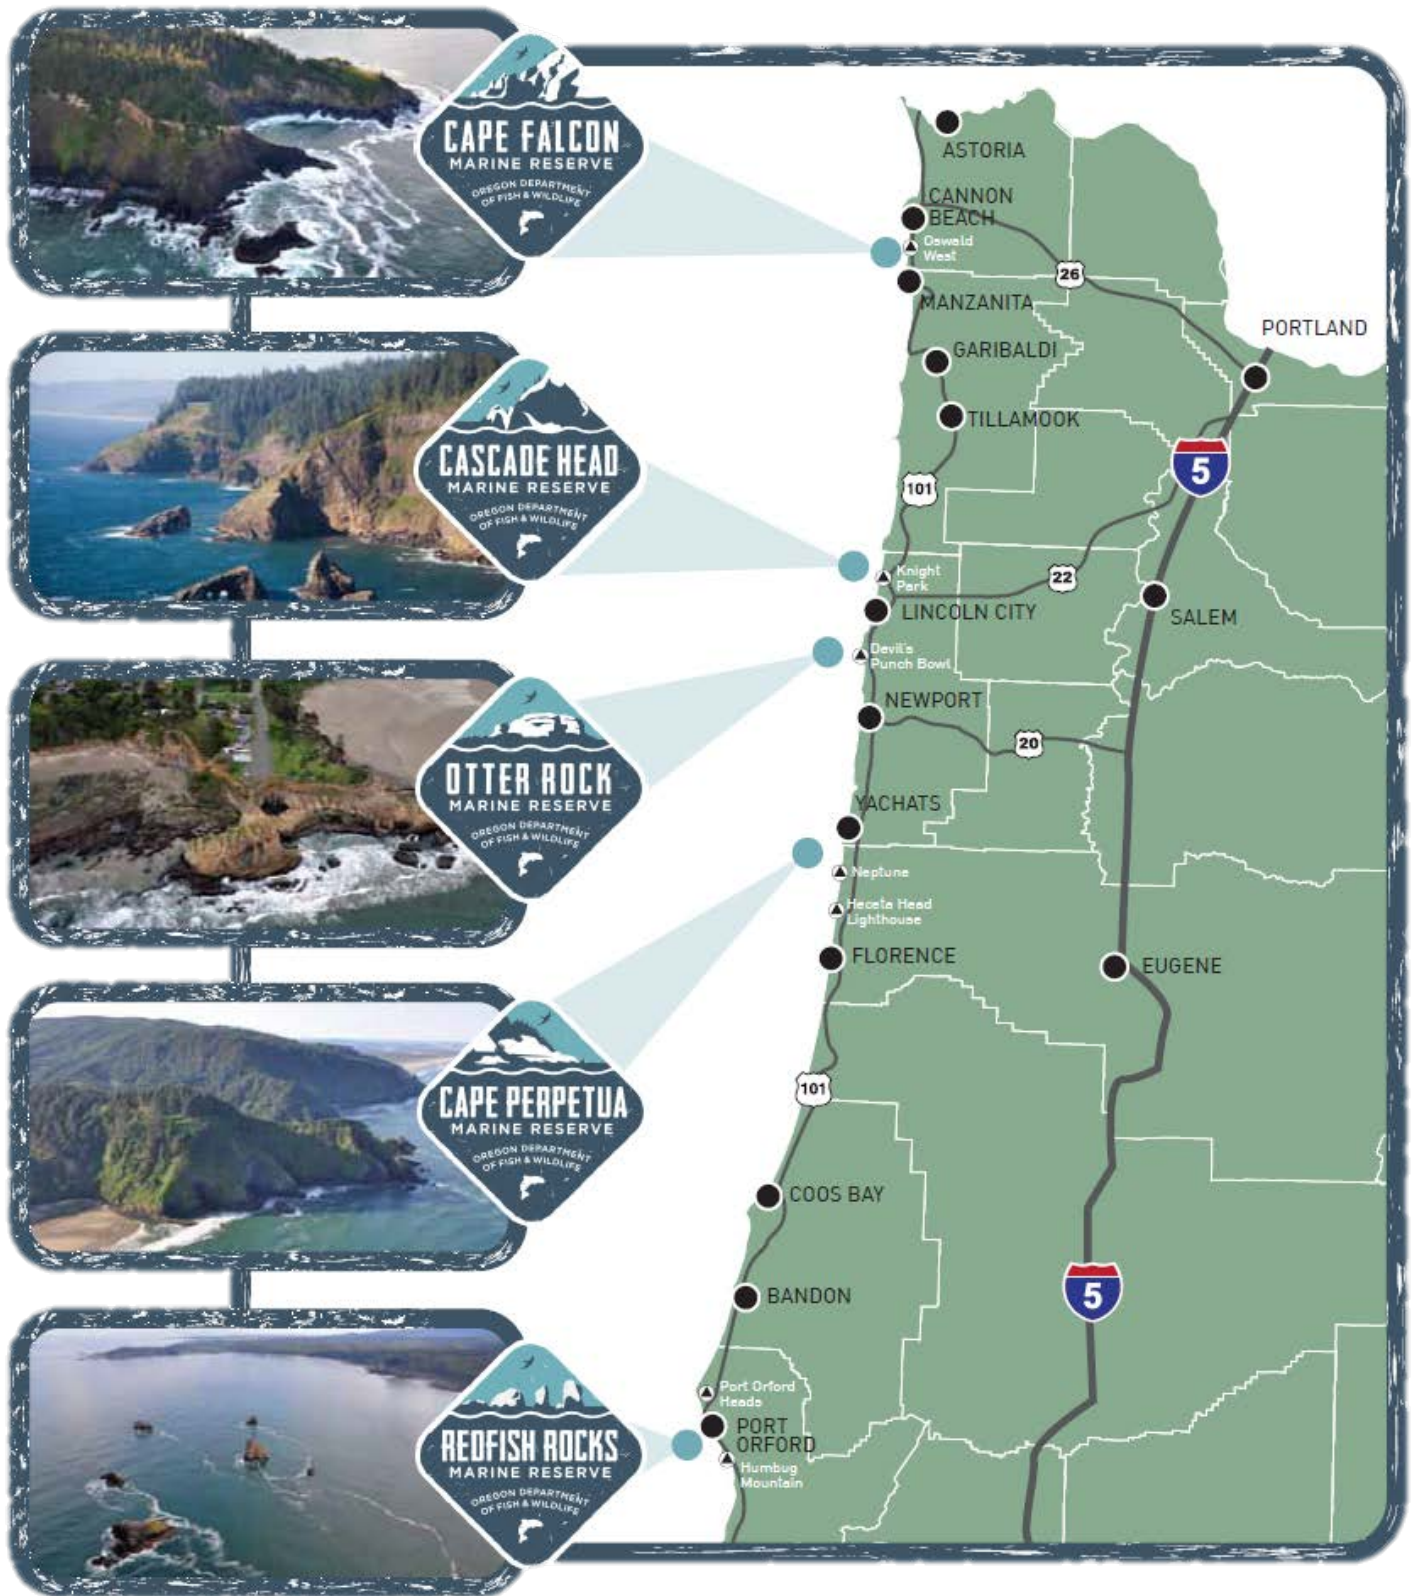 CAPE FALCON
MARINE RESERVE
OREGON DEPARTMENT
OF FISH & WILDLIFE
CASCADE HEAD
MARINE RESERVE
OREGON DEPARTMENT
OF FISH & WILDLIFE
OTTER ROCK
MARINE RESERVE
OREGON DEPARTMENT
OF FISH & WILDLIFE
CAPE PERPETUA
MARINE RESERVE
OREGON DEPARTMENT
OF FISH & WILDLIFE
REDFISH ROCKS
MARINE RESERVE
OREGON DEPARTMENT
OF FISH & WILDLIFE
ASTORIA
CANNON
BEACH
Oswald
West
26
MANZANITA
PORTLAND
GARIBALDI
TILLAMOOK
5
101
Knight
Park
22
LINCOLN CITY
SALEM
Devil's
Punch Bowl
NEWPORT
20
YACHATS
Neptune
Heceta Head
Lighthouse
FLORENCE
EUGENE
101
COOS BAY
5
BANDON
Port Orford
Heads
PORT
ORFORD
Humbug
Mountain